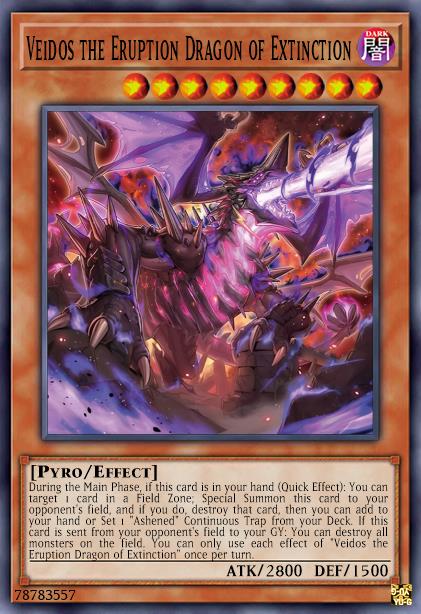 VEIDOS THE ERUPTION DRAGON OF EXTINCTION
DARK
闇
[PYRO/EFFECT]
During the Main Phase, if this card is in your hand (Quick Effect): You can
target 1 card in a Field Zone; Special Summon this card to your
opponent's field, and if you do, destroy that card, then you can add to
your hand or Set 1 "Ashened" Continuous Trap from your Deck. If this
card is sent from your opponent's field to your GY: You can destroy all
monsters on the field. You can only use each effect of "Veidos the
Eruption Dragon of Extinction" once per turn.
ATK/2800 DEF/1500
78783557